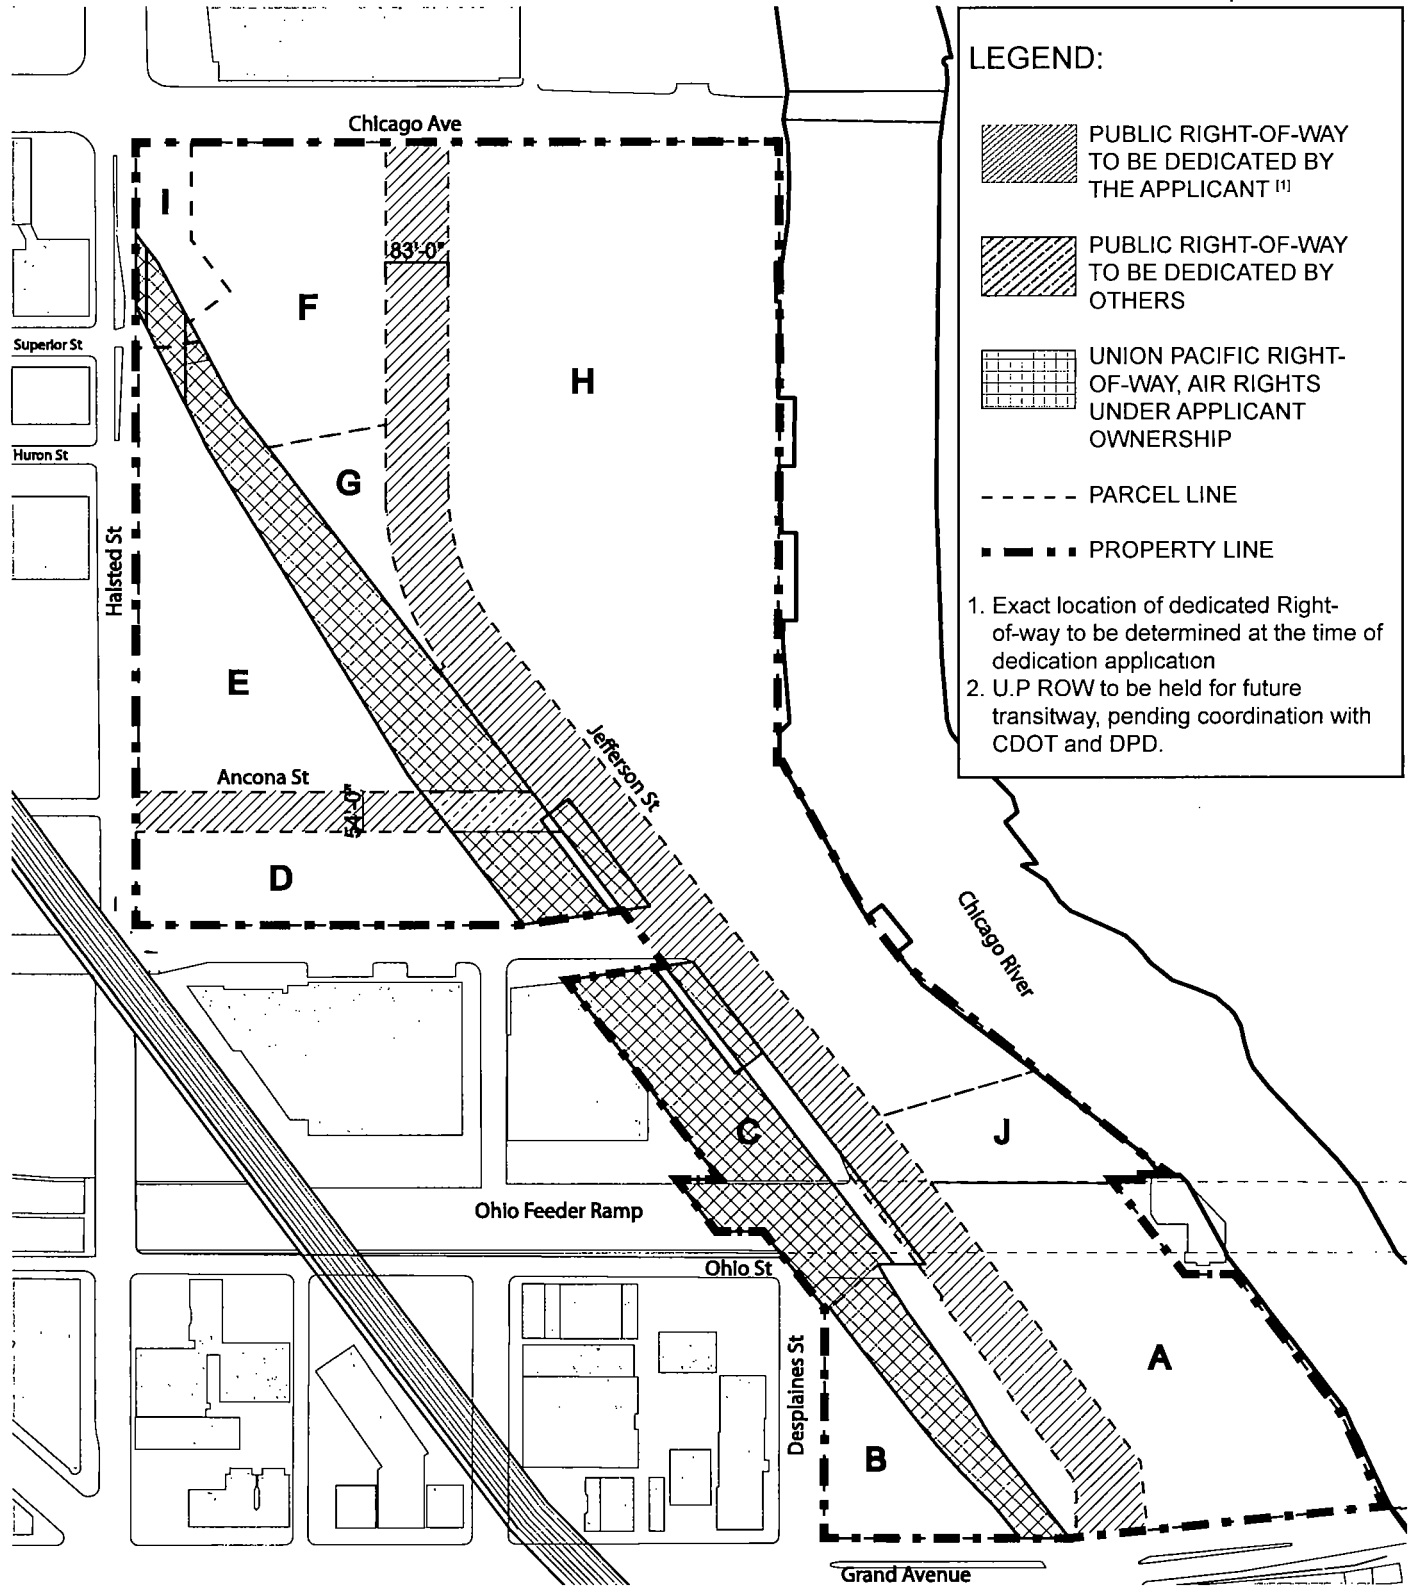 LEGEND:
PUBLIC RIGHT-OF-WAY
TO BE DEDICATED BY
THE APPLICANT [1]
PUBLIC RIGHT-OF-WAY
TO BE DEDICATED BY
OTHERS
UNION PACIFIC RIGHT-
OF-WAY, AIR RIGHTS
UNDER APPLICANT
OWNERSHIP
PARCEL LINE
PROPERTY LINE
1. Exact location of dedicated Right-
of-way to be determined at the time of
dedication application
2. U.P ROW to be held for future
transitway, pending coordination with
CDOT and DPD.
Chicago Ave
I
83'-0"
F
Superior St
H
Huron St
G
Halsted St
E
Jefferson St
Ancona St
54'-0"
D
Chicago River
C
J
Ohio Feeder Ramp
Ohio St
A
Desplaines St
B
Grand Avenue